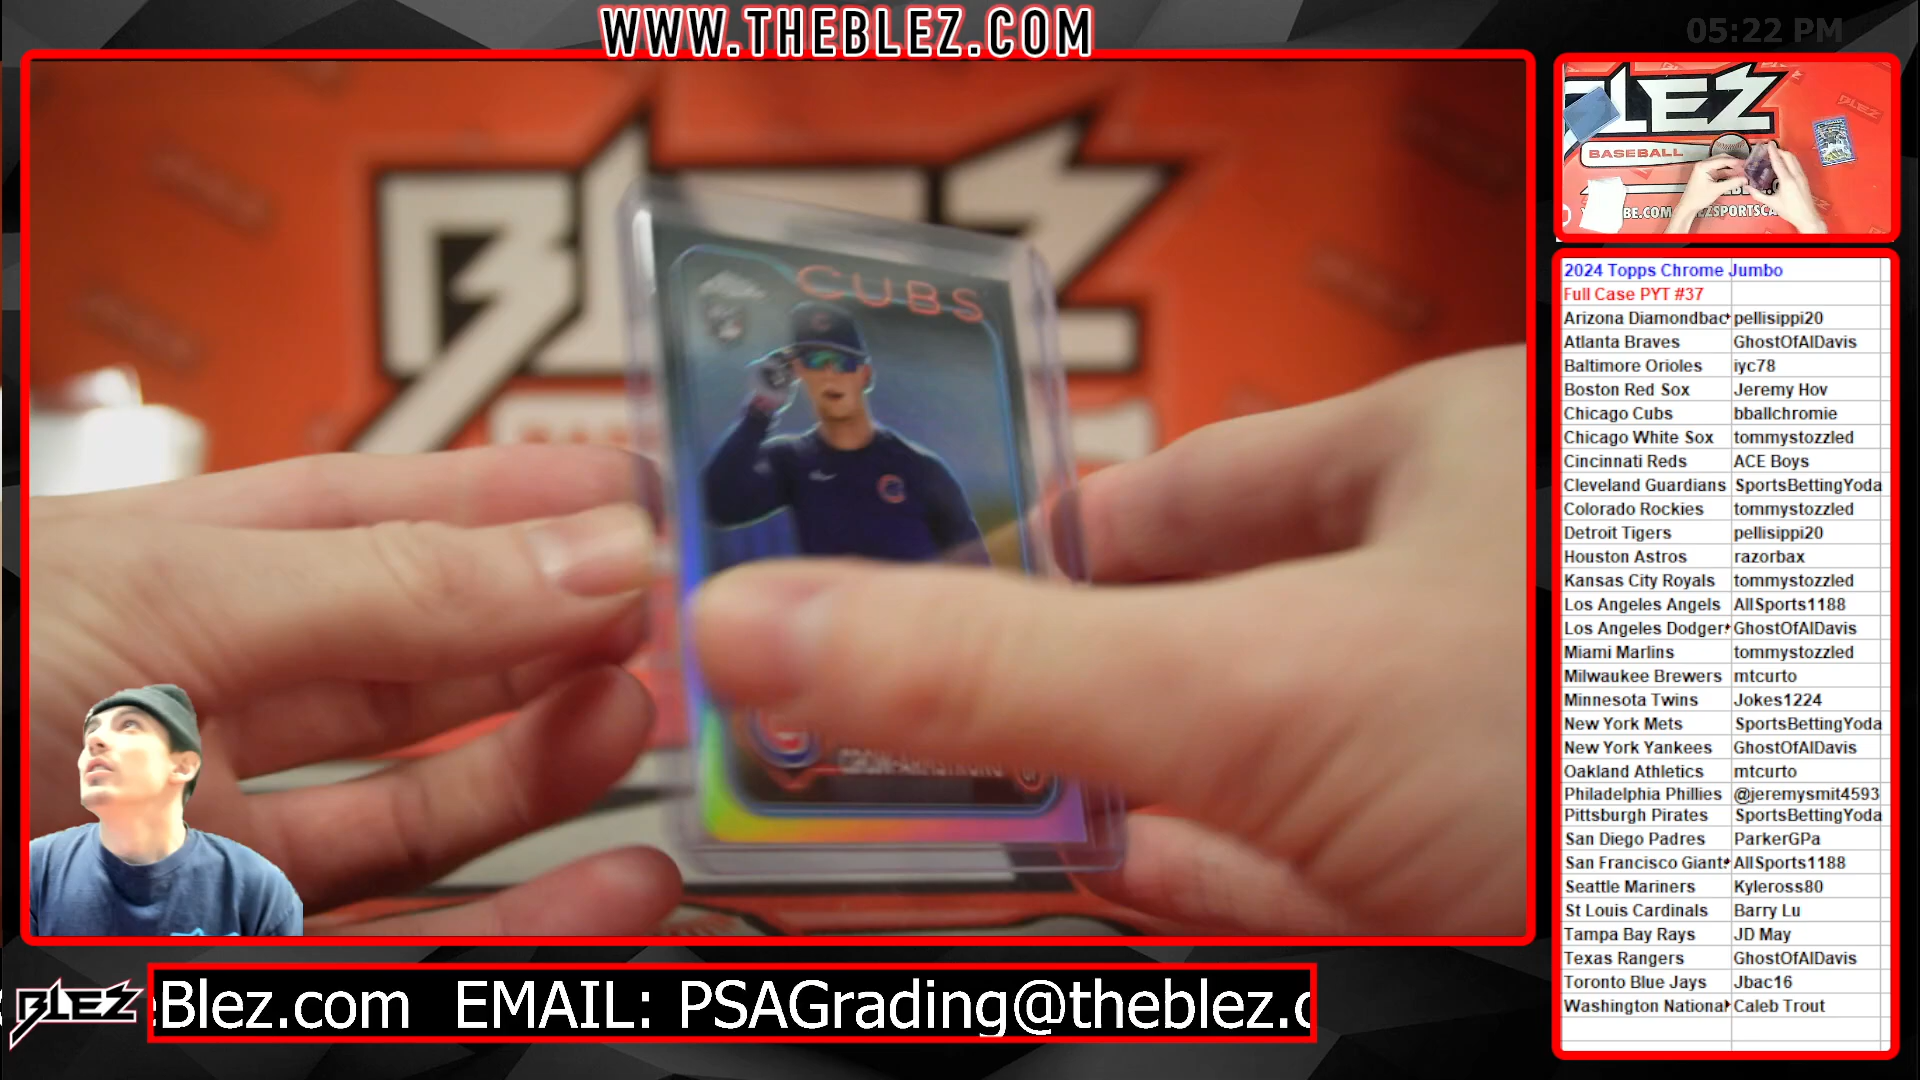 WWW.THEBLEZ.COM
05:22 PM
BLEZ
CUBS
C
C
CROW-ARMSTRONG
BLEZ
BLEZ
BASEBALL
2024 Topps Chrome Jumbo
Full Case PYT #37
Arizona Diamondbac pellisippi20
Atlanta Braves GhostOfAlDavis
Baltimore Orioles iyc78
Boston Red Sox Jeremy Hov
Chicago Cubs bballchromie
Chicago White Sox tommystozzled
Cincinnati Reds ACE Boys
Cleveland Guardians SportsBettingYoda
Colorado Rockies tommystozzled
Detroit Tigers pellisippi20
Houston Astros razorbax
Kansas City Royals tommystozzled
Los Angeles Angels AllSports1188
Los Angeles Dodger GhostOfAlDavis
Miami Marlins tommystozzled
Milwaukee Brewers mtcurto
Minnesota Twins Jokes1224
New York Mets SportsBettingYoda
New York Yankees GhostOfAlDavis
Oakland Athletics mtcurto
Philadelphia Phillies @jeremysmit4593
Pittsburgh Pirates SportsBettingYoda
San Diego Padres ParkerGPa
San Francisco Giant AllSports1188
Seattle Mariners Kyleross80
St Louis Cardinals Barry Lu
Tampa Bay Rays JD May
Texas Rangers GhostOfAlDavis
Toronto Blue Jays Jbac16
Washington National Caleb Trout
BLEZ
eBlez.com EMAIL: PSAGrading@theblez.c